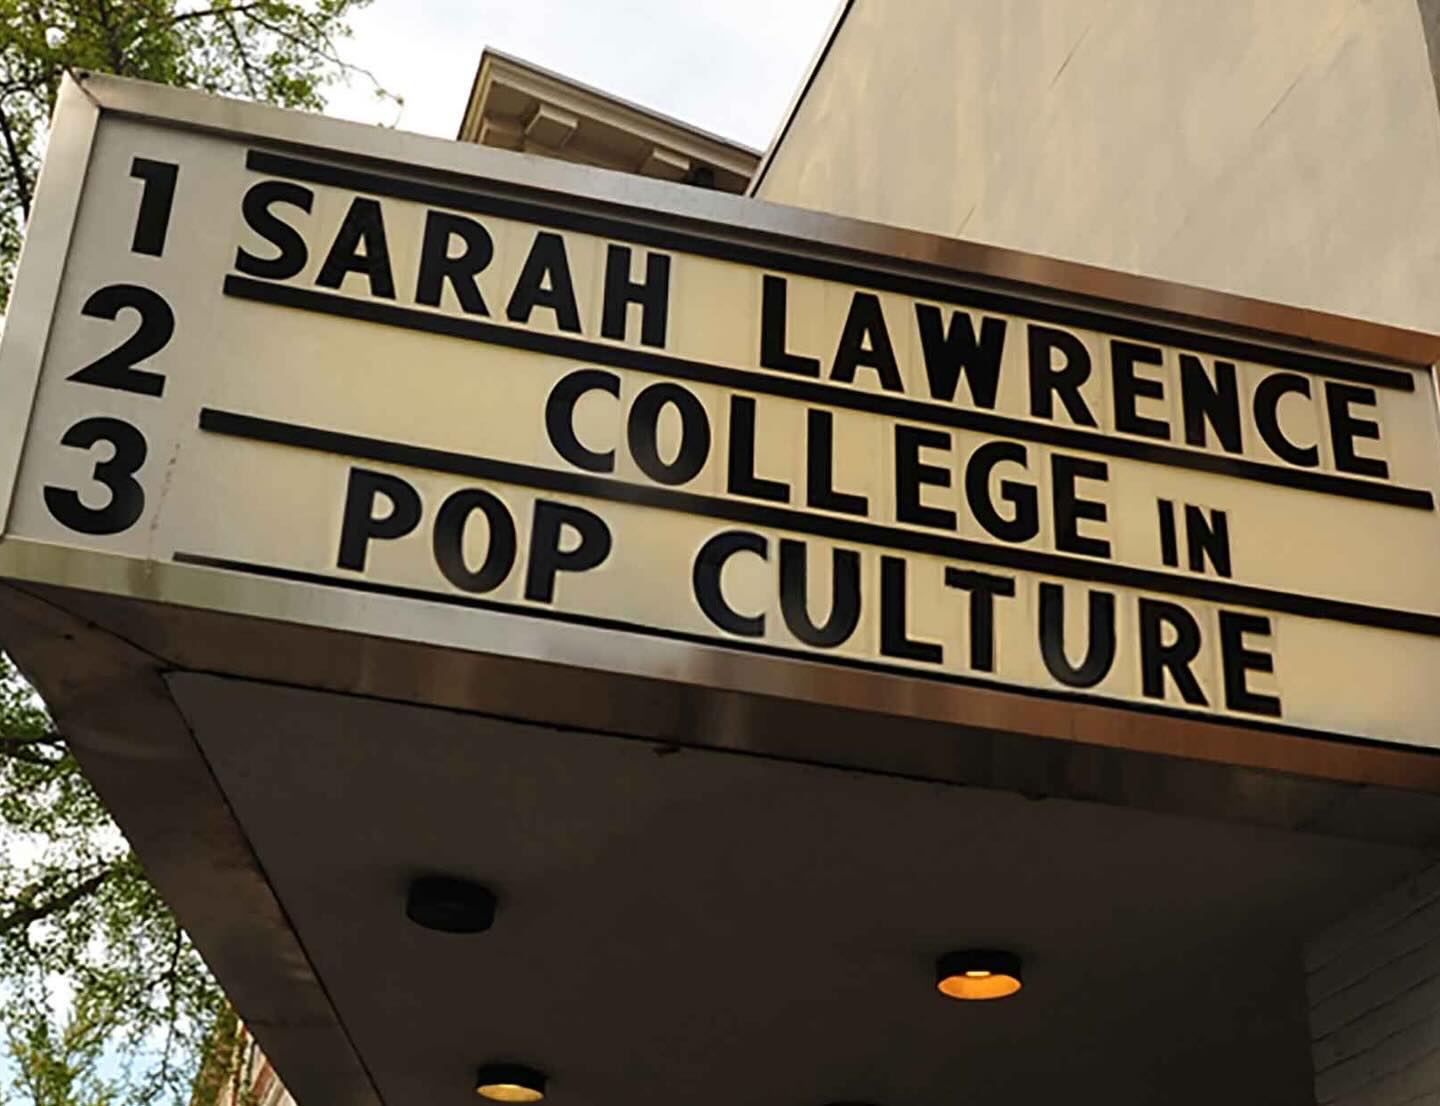 1 SARAH LAWRENCE
2 COLLEGE IN
3 POP CULTURE